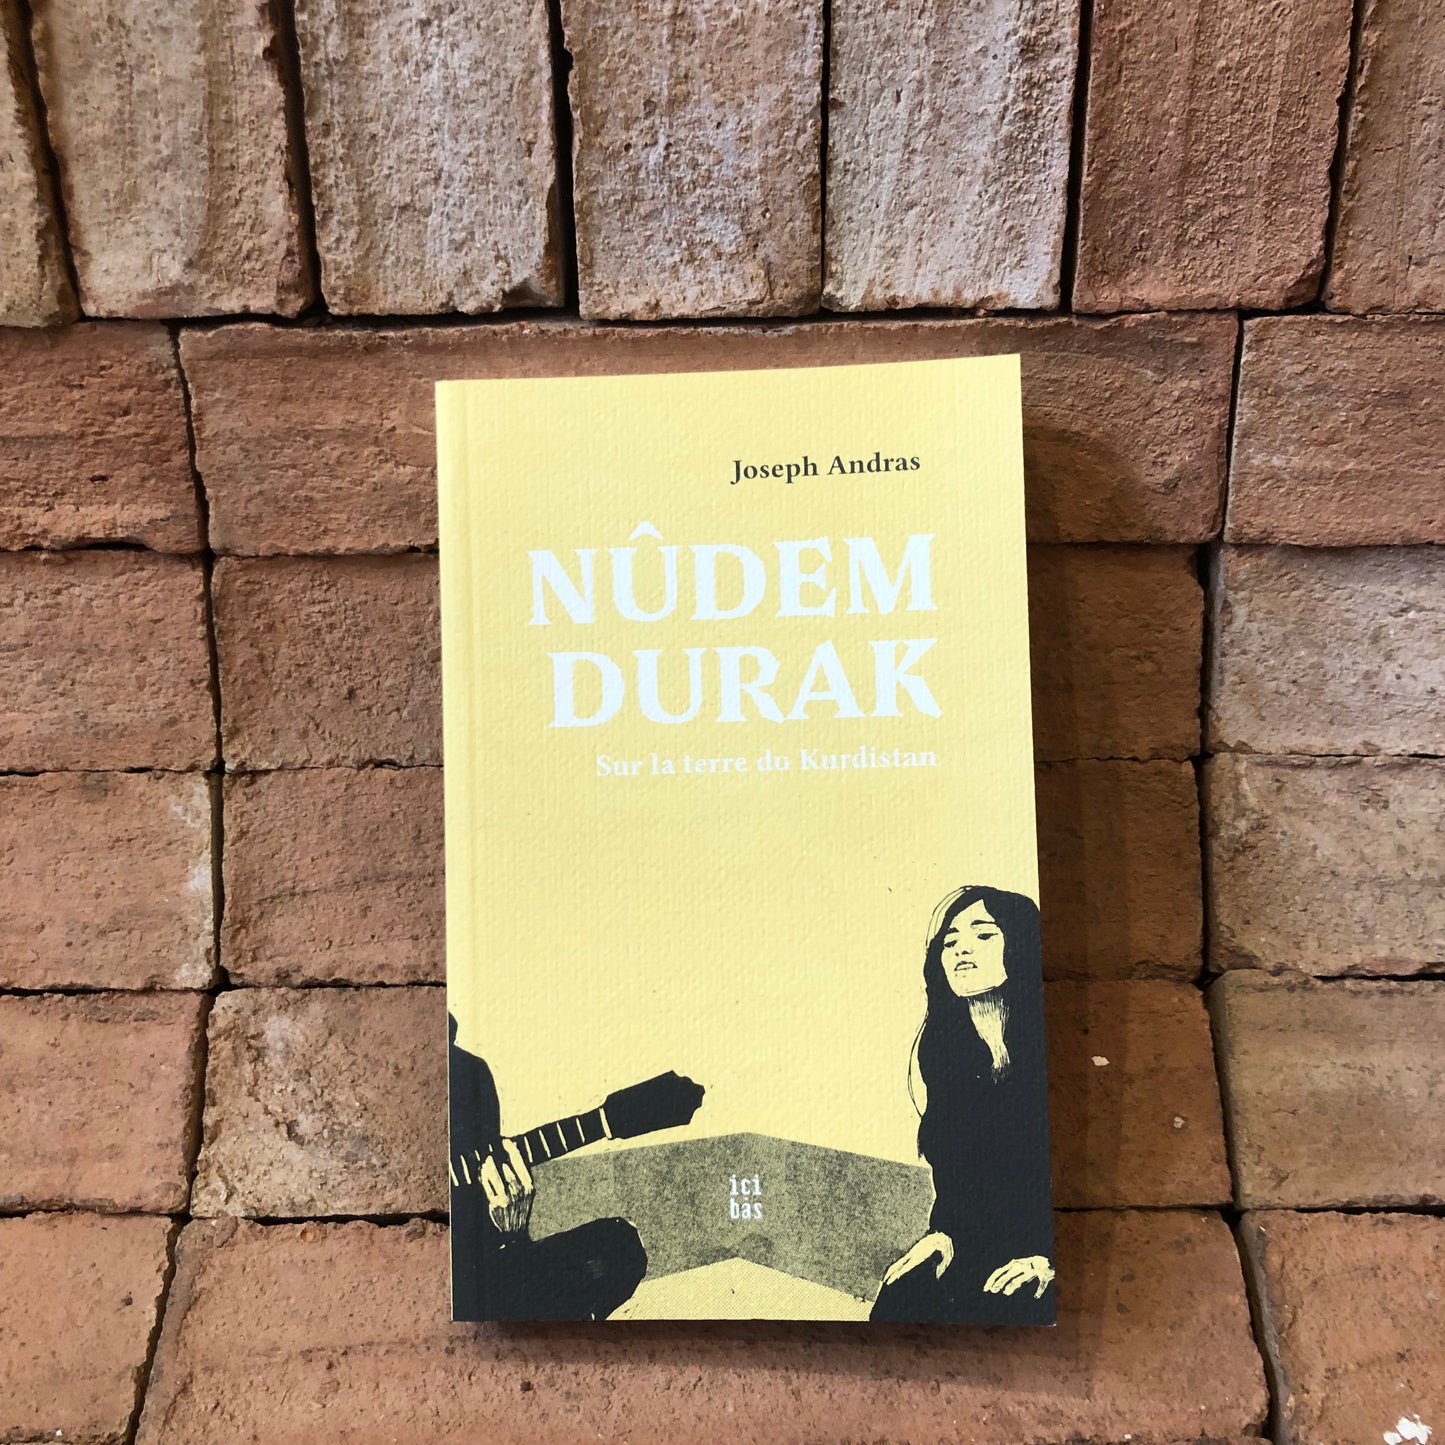 Joseph Andras
NÛDEM
DURAK
Sur la terre du Kurdistan
ici
bas